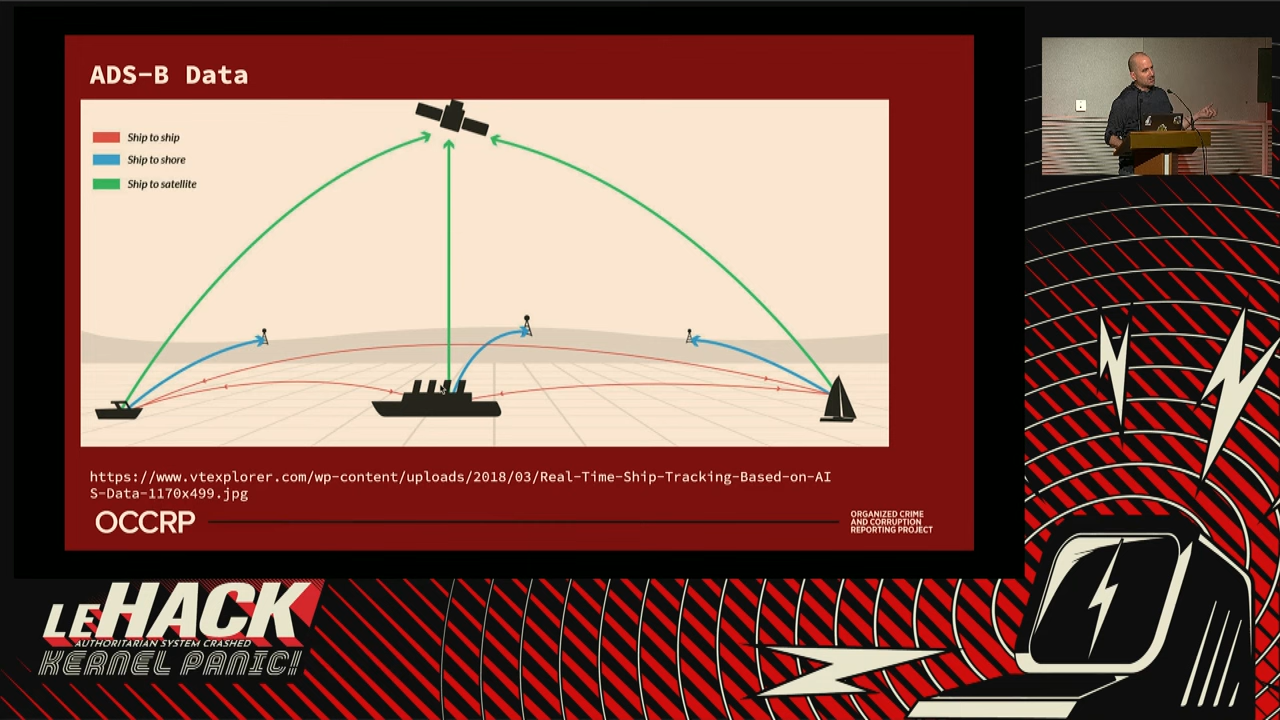 ADS-B Data
Ship to ship
Ship to shore
Ship to satellite
https://www.vtexplorer.com/wp-content/uploads/2018/03/Real-Time-Ship-Tracking-Based-on-AI
S-Data-1170x499.jpg
OCCRP
ORGANIZED CRIME
AND CORRUPTION
REPORTING PROJECT
LEHACK
AUTHORITARIAN SYSTEM CRASHED
KERNEL PANIC!